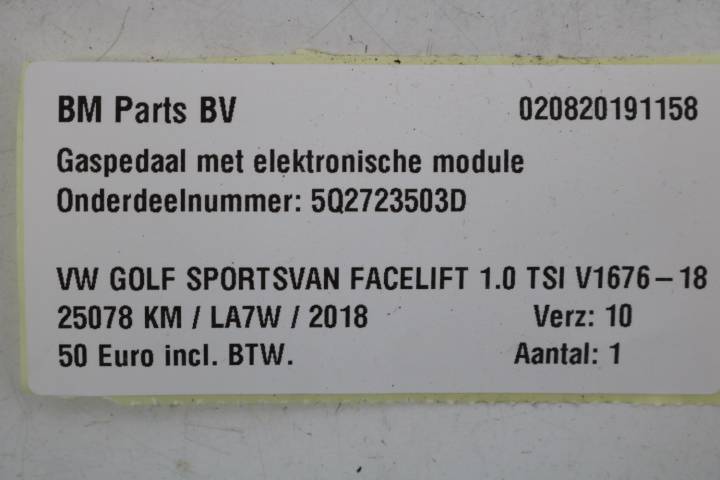 BM Parts BV 020820191158
Gaspedaal met elektronische module
Onderdeelnummer: 5Q2723503D
VW GOLF SPORTSVAN FACELIFT 1.0 TSI V1676-18
25078 KM / LA7W / 2018 Verz: 10
50 Euro incl. BTW. Aantal: 1